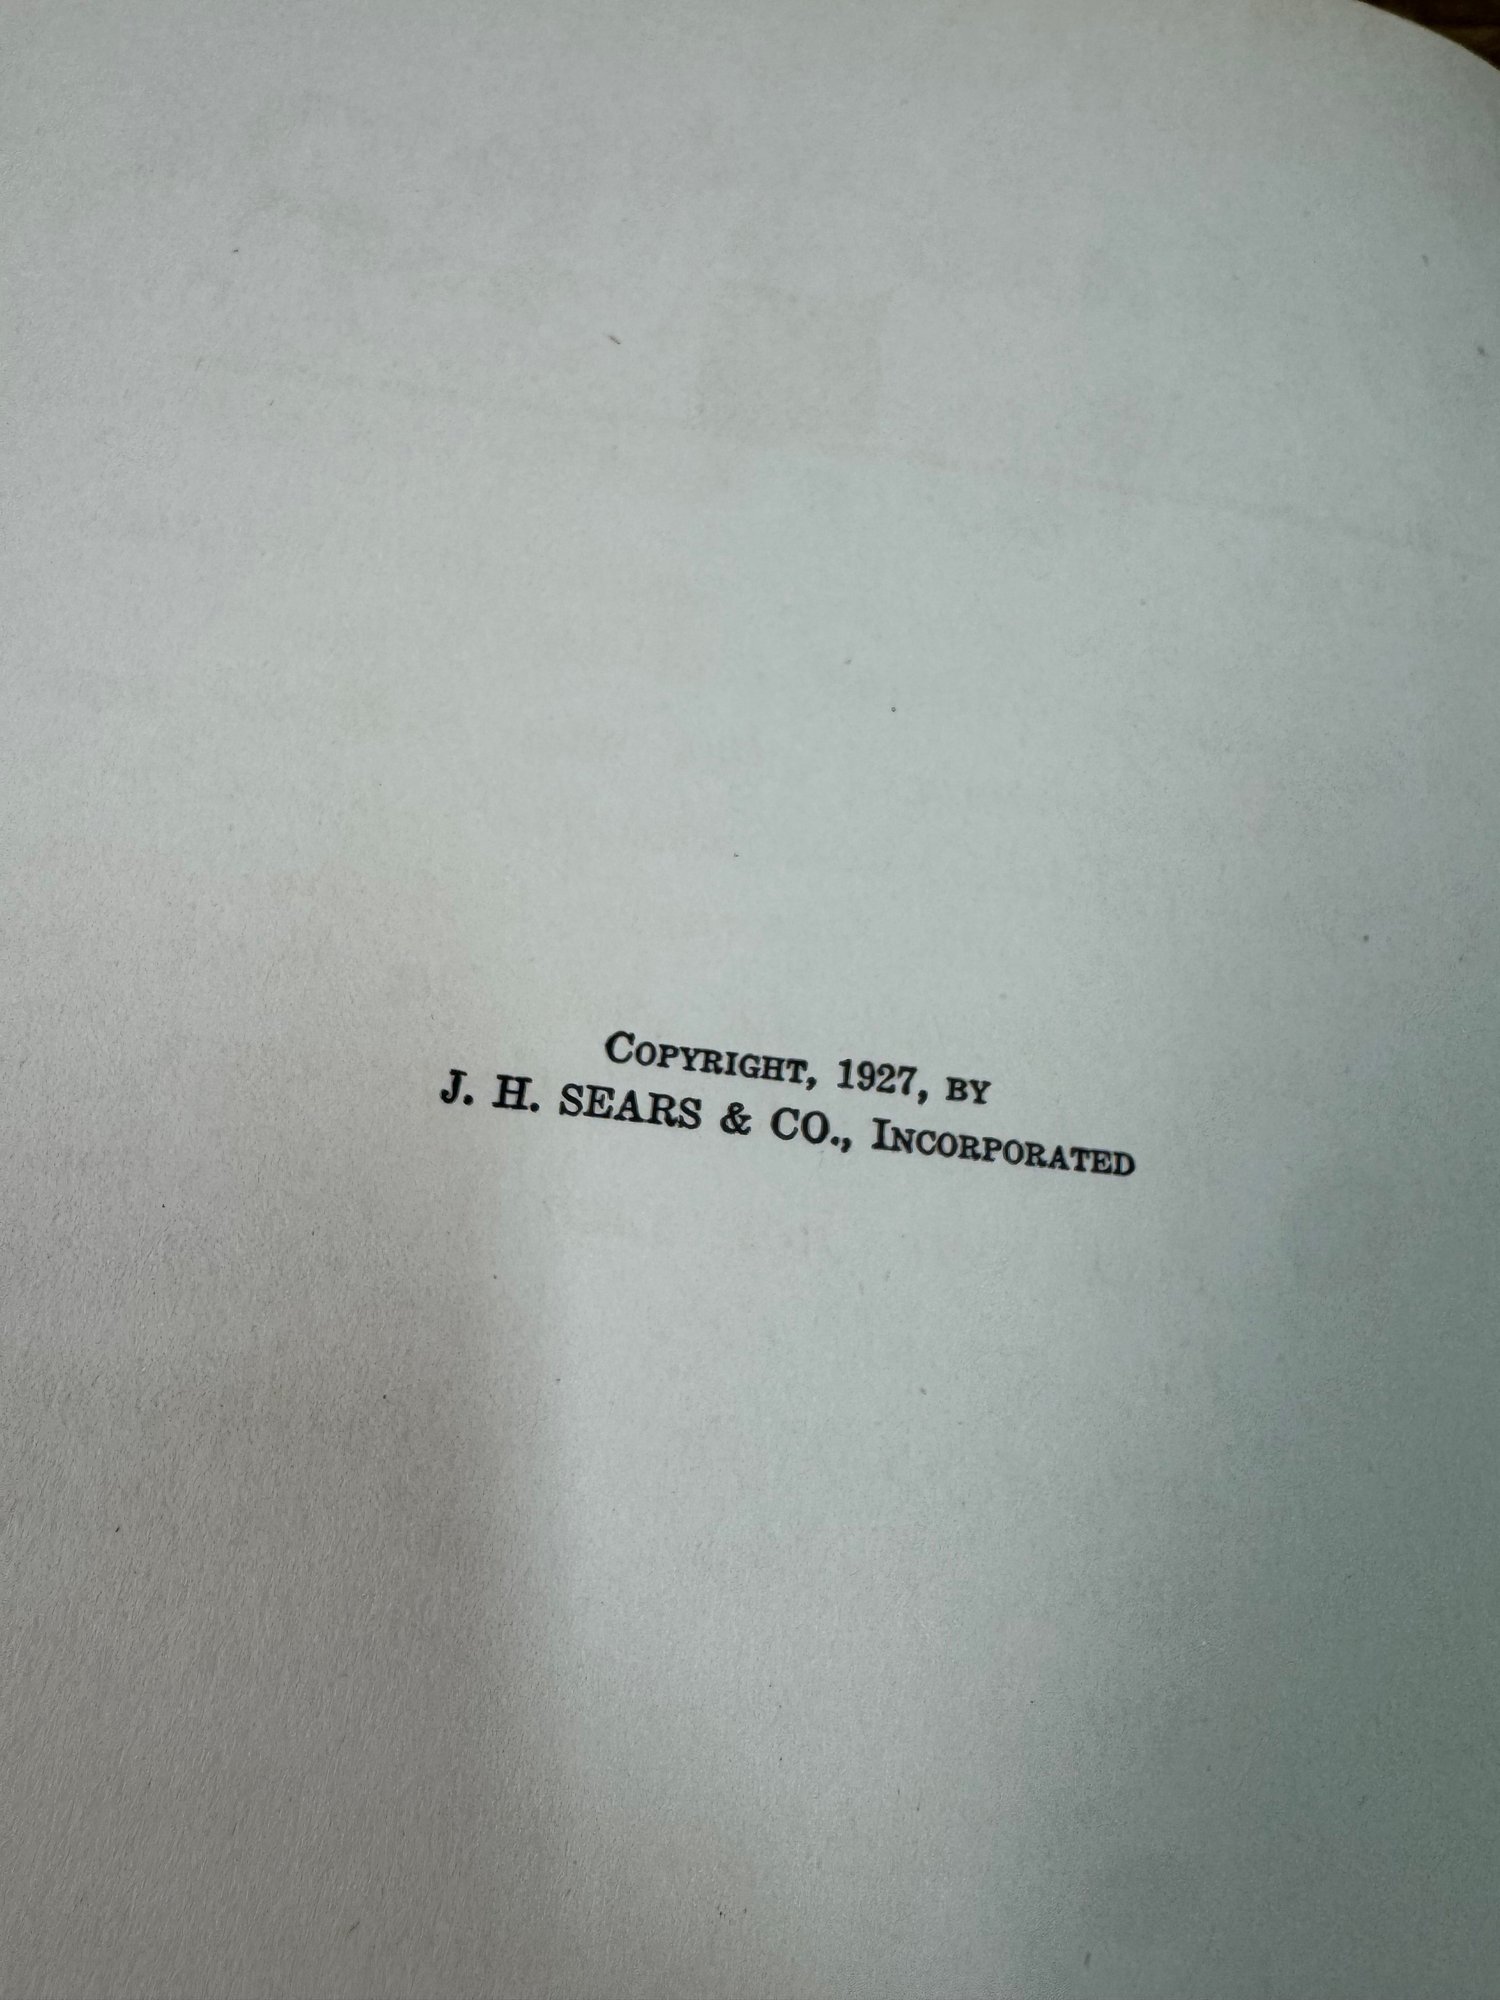 Copyright, 1927, by
J. H. SEARS & CO., Incorporated